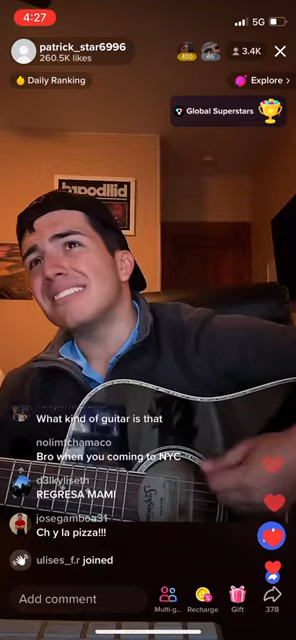 4:27
5G
patrick_star6996
260.5K likes
400
65
3.4K
Daily Ranking
Explore >
Global Superstars
What kind of guitar is that
nolimtchamaco
Bro when you coming to NYC
d3lkyliseth
REGRESA MAMI
josegamboa31
Ch y la pizza!!!
ulises_f.r joined
Add comment
Multi-g...
Recharge
Gift
378